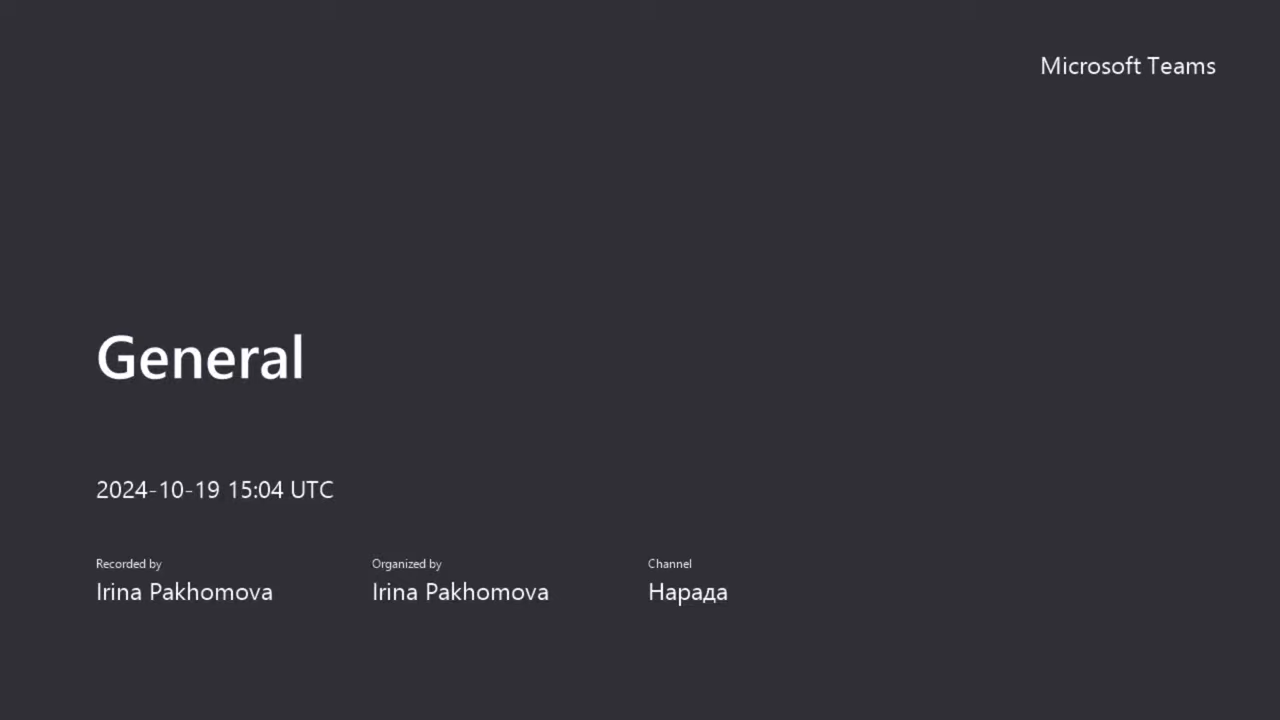 Microsoft Teams
General
2024-10-19 15:04 UTC
Recorded by
Irina Pakhomova
Organized by
Irina Pakhomova
Channel
Нарада